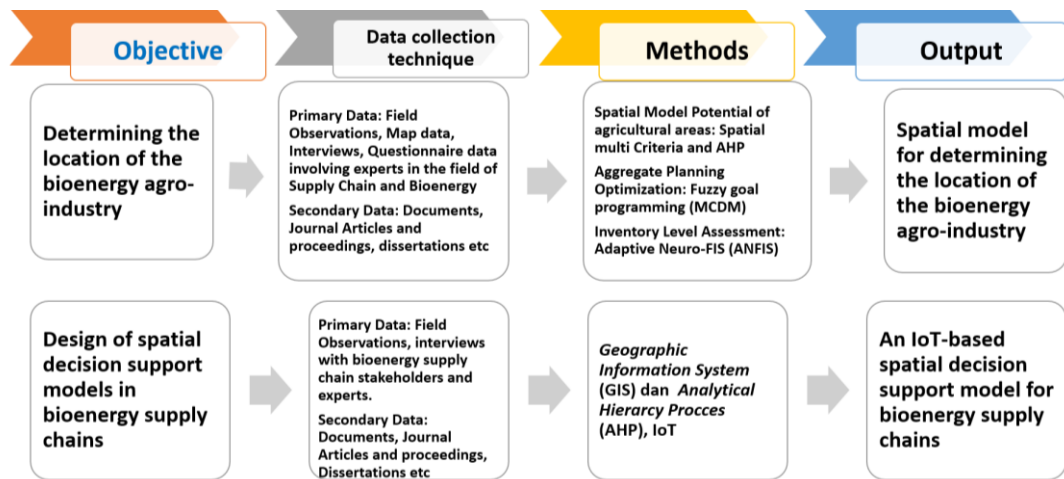 Objective
Data collection
technique
Methods
Output
Determining the
location of the
bioenergy agro-
industry
Primary Data: Field
Observations, Map data,
Interviews, Questionnaire data
involving experts in the field of
Supply Chain and Bioenergy
Secondary Data: Documents,
Journal Articles and
proceedings, dissertations etc
Spatial Model Potential of
agricultural areas: Spatial
multi Criteria and AHP
Aggregate Planning
Optimization: Fuzzy goal
programming (MCDM)
Inventory Level Assessment:
Adaptive Neuro-FIS (ANFIS)
Spatial model
for determining
the location of
the bioenergy
agro-industry
Design of spatial
decision support
models in
bioenergy supply
chains
Primary Data: Field
Observations, interviews
with bioenergy supply
chain stakeholders and
experts.
Secondary Data:
Documents, Journal
Articles and proceedings,
Dissertations etc
Geographic
Information System
(GIS) dan Analytical
Hierarcy Procces
(AHP), IoT
An IoT-based
spatial decision
support model for
bioenergy supply
chains